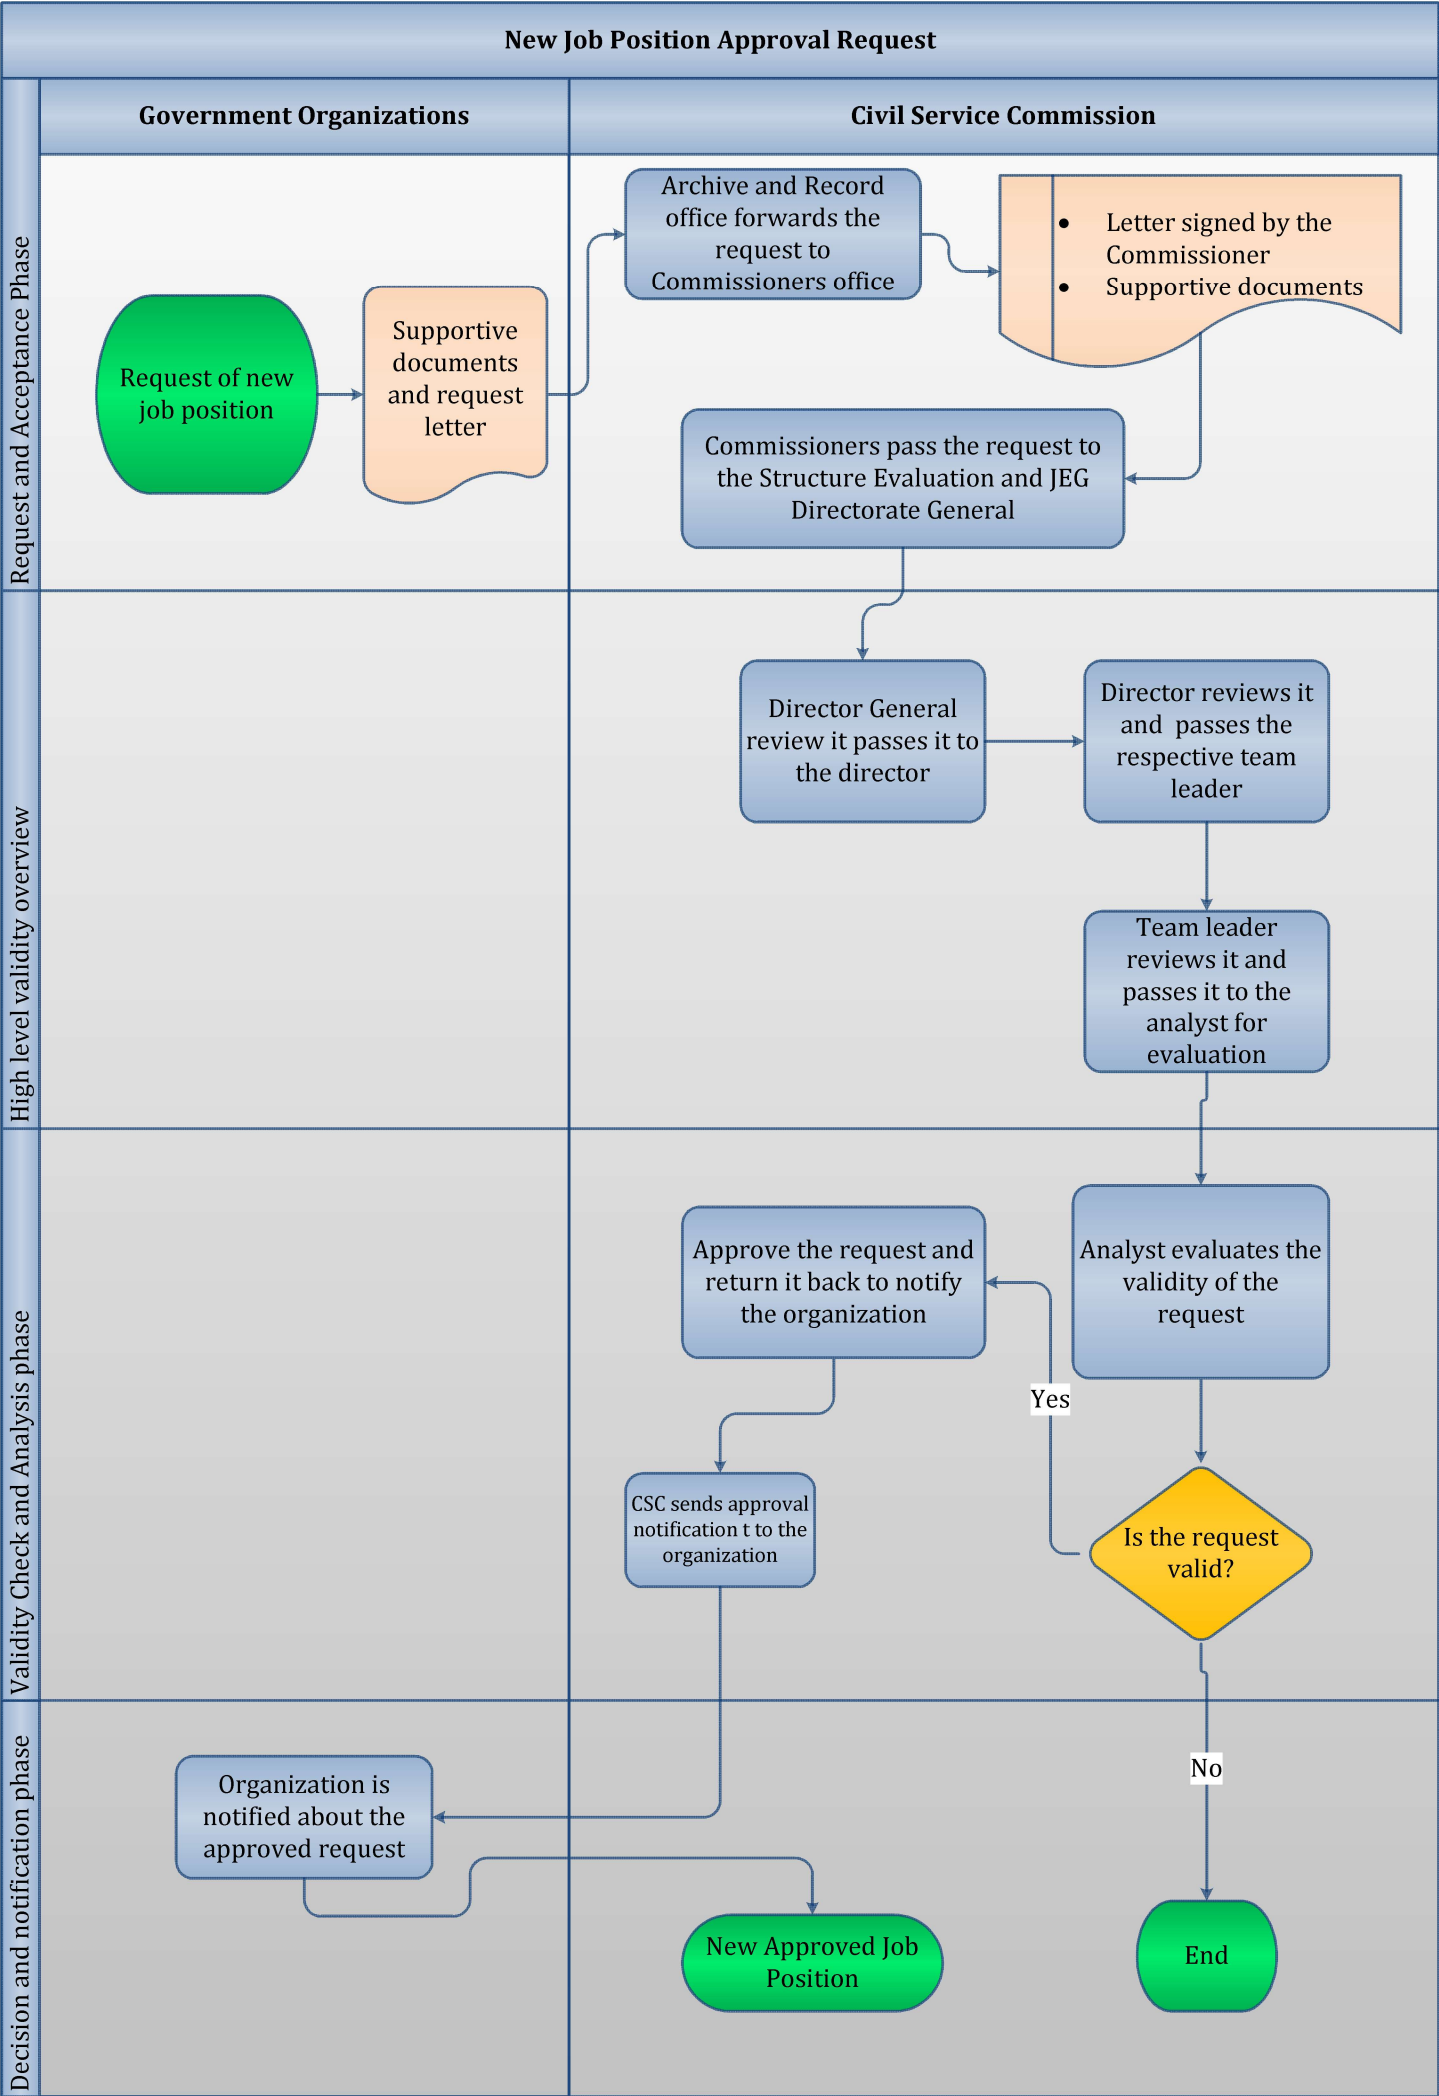 New Job Position Approval Request
Government Organizations
Civil Service Commission
Request and Acceptance Phase
Request of new
job position
Supportive
documents
and request
letter
Archive and Record
office forwards the
request to
Commissioners office
• Letter signed by the
Commissioner
• Supportive documents
Commissioners pass the request to
the Structure Evaluation and JEG
Directorate General
High level validity overview
Director General
review it passes it to
the director
Director reviews it
and passes the
respective team
leader
Team leader
reviews it and
passes it to the
analyst for
evaluation
Validity Check and Analysis phase
Analyst evaluates the
validity of the
request
Approve the request and
return it back to notify
the organization
Yes
Is the request
valid?
CSC sends approval
notification t to the
organization
Decision and notification phase
No
Organization is
notified about the
approved request
New Approved Job
Position
End